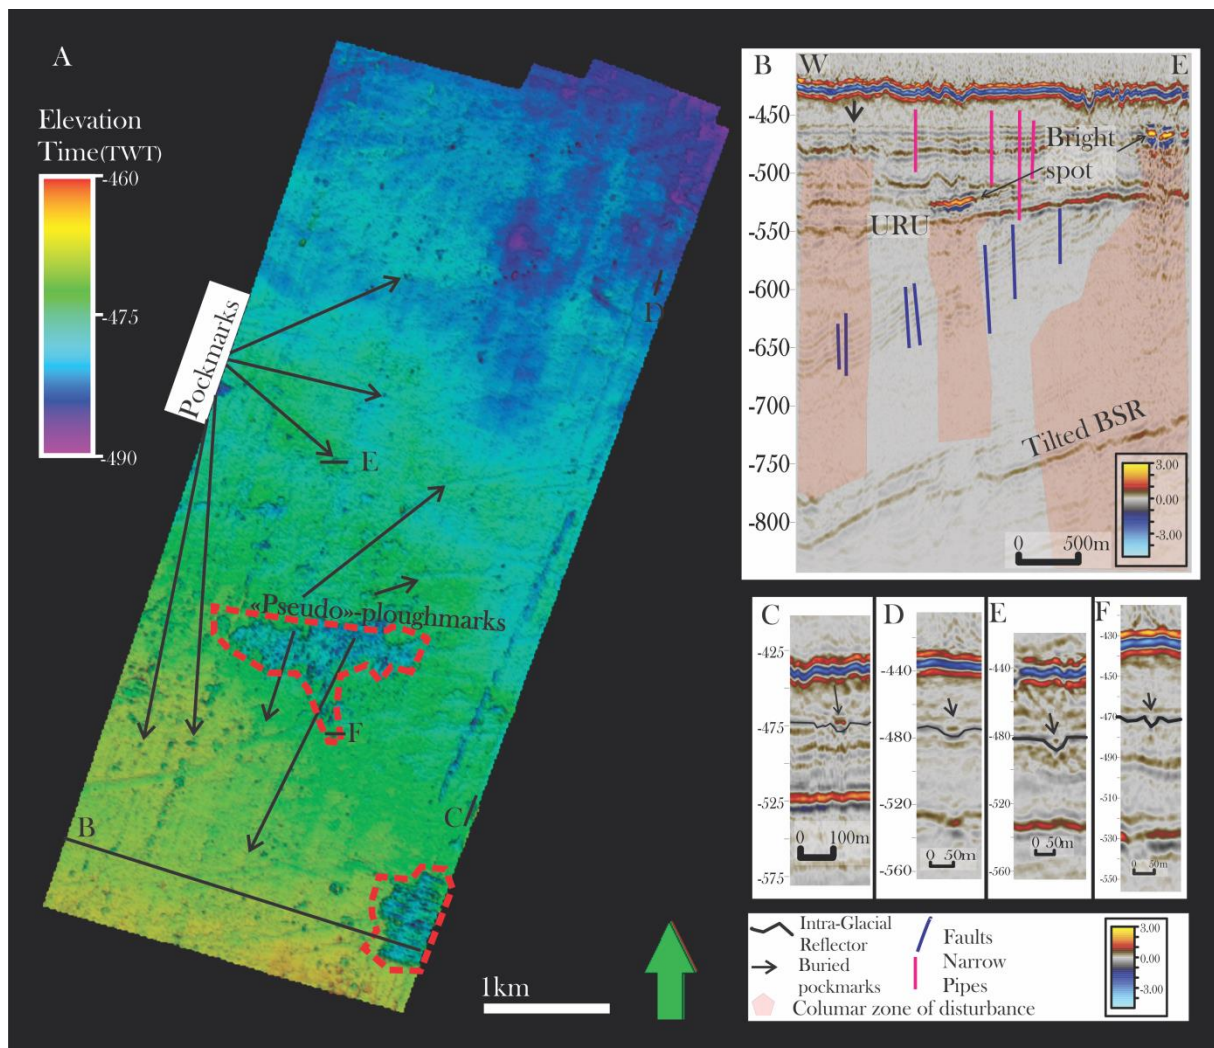 A
Elevation
Time(TWT)
-460
-475
-490
Pockmarks
D
E
«Pseudo»-ploughmarks
F
C
B
1km
B W E
-450
-500
-550
-600
-650
-700
-750
-800
Bright
spot
URU
Tilted BSR
3.00
0.00
-3.00
0 500m
C
-425
-475
-525
-575
0 100m
D
-440
-480
-520
-560
0 50m
E
-440
-480
-520
-560
0 50m
F
-430
-450
-470
-490
-510
-530
-550
0 50m
Intra-Glacial
Reflector
Buried
pockmarks
Columar zone of disturbance
Faults
Narrow
Pipes
3.00
0.00
-3.00